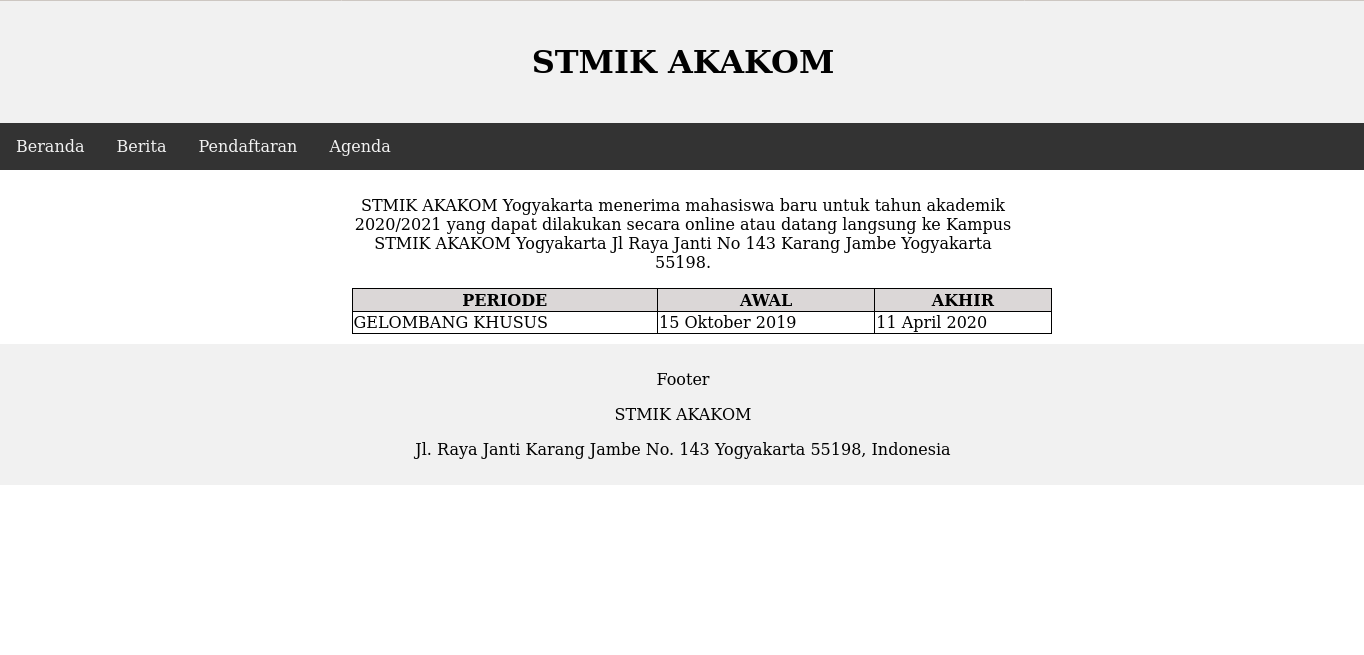 STMIK AKAKOM
Beranda Berita Pendaftaran Agenda
STMIK AKAKOM Yogyakarta menerima mahasiswa baru untuk tahun akademik
2020/2021 yang dapat dilakukan secara online atau datang langsung ke Kampus
STMIK AKAKOM Yogyakarta Jl Raya Janti No 143 Karang Jambe Yogyakarta
55198.
PERIODE AWAL AKHIR
GELOMBANG KHUSUS 15 Oktober 2019 11 April 2020
Footer
STMIK AKAKOM
Jl. Raya Janti Karang Jambe No. 143 Yogyakarta 55198, Indonesia